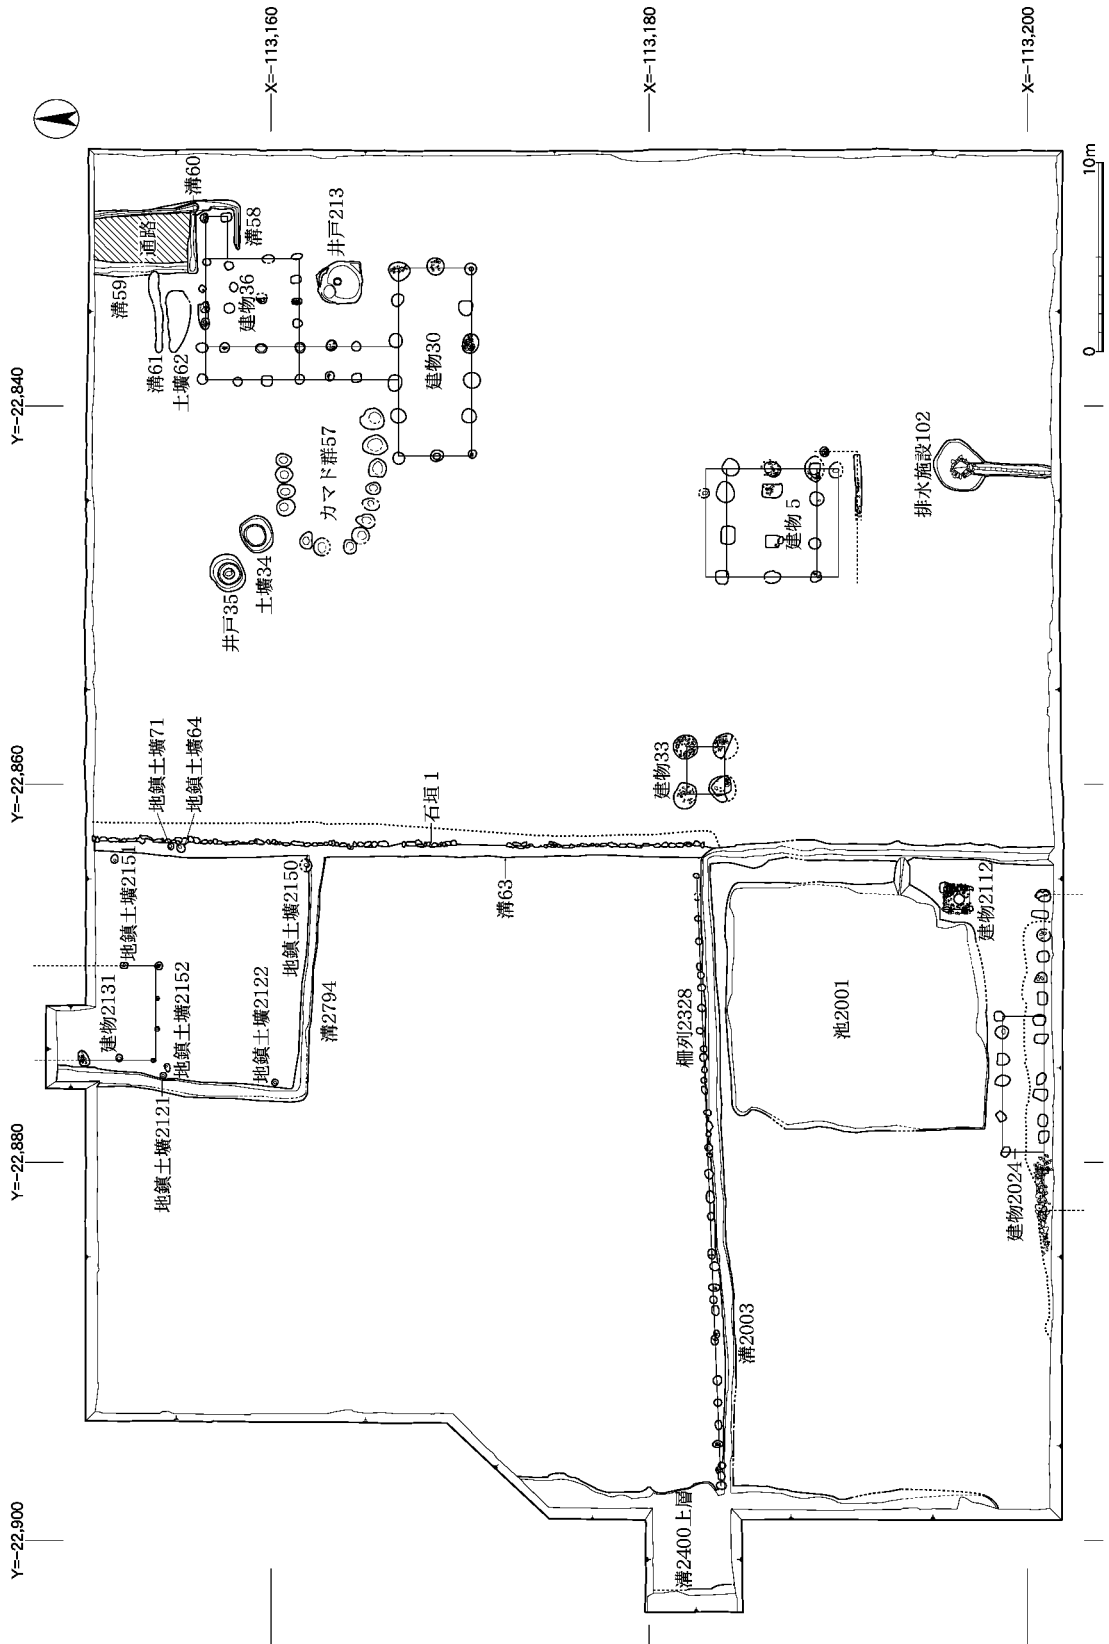 X=-113,160
X=-113,180
X=-113,200
Y=-22,840
Y=-22,860
Y=-22,880
Y=-22,900
0
10m
溝60
通路
溝58
溝59
井戸213
建物36
溝61
土壙62
建物30
カマド群57
土壙34
井戸35
建物5
排水施設102
地鎮土壙71
地鎮土壙64
石垣1
建物33
地鎮土壙2151
地鎮土壙2150
溝63
建物2112
建物2131
地鎮土壙2152
地鎮土壙2122
溝2794
柵列2328
池2001
地鎮土壙2121
建物2024
溝2003
溝2400上層